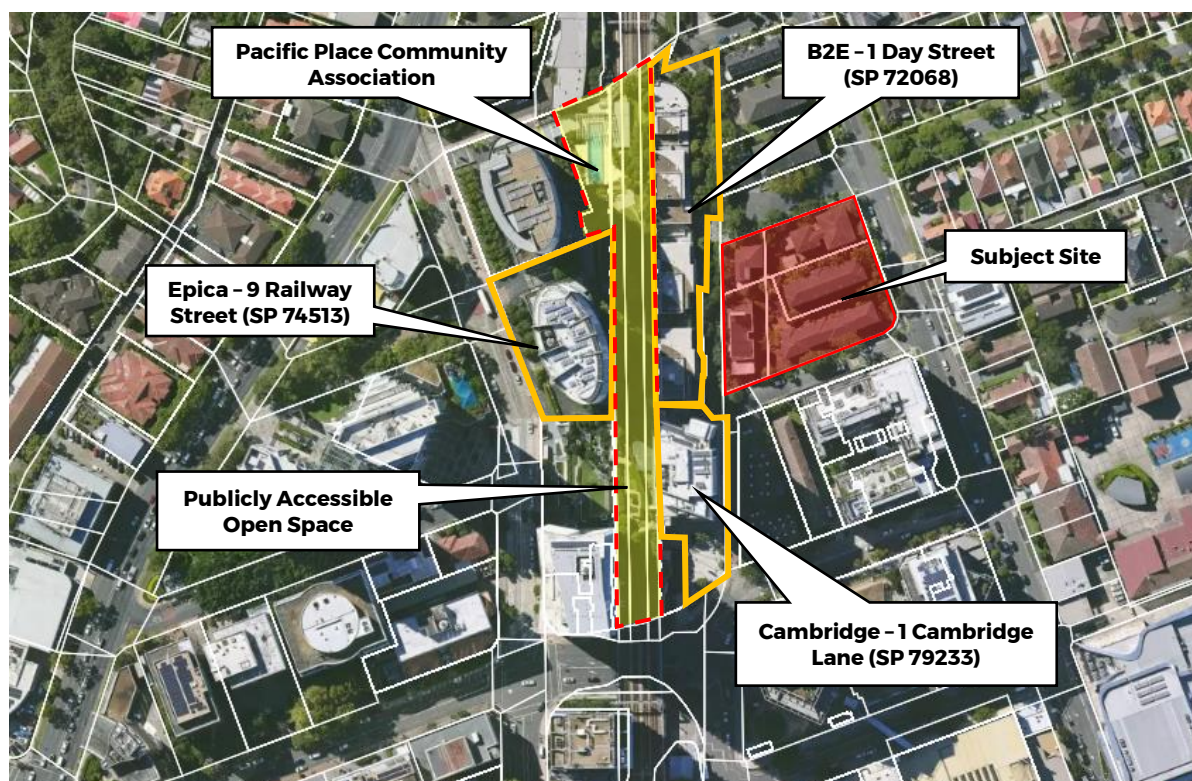 Pacific Place Community
Association
B2E – 1 Day Street
(SP 72068)
Subject Site
Epica – 9 Railway
Street (SP 74513)
Publicly Accessible
Open Space
Cambridge – 1 Cambridge
Lane (SP 79233)